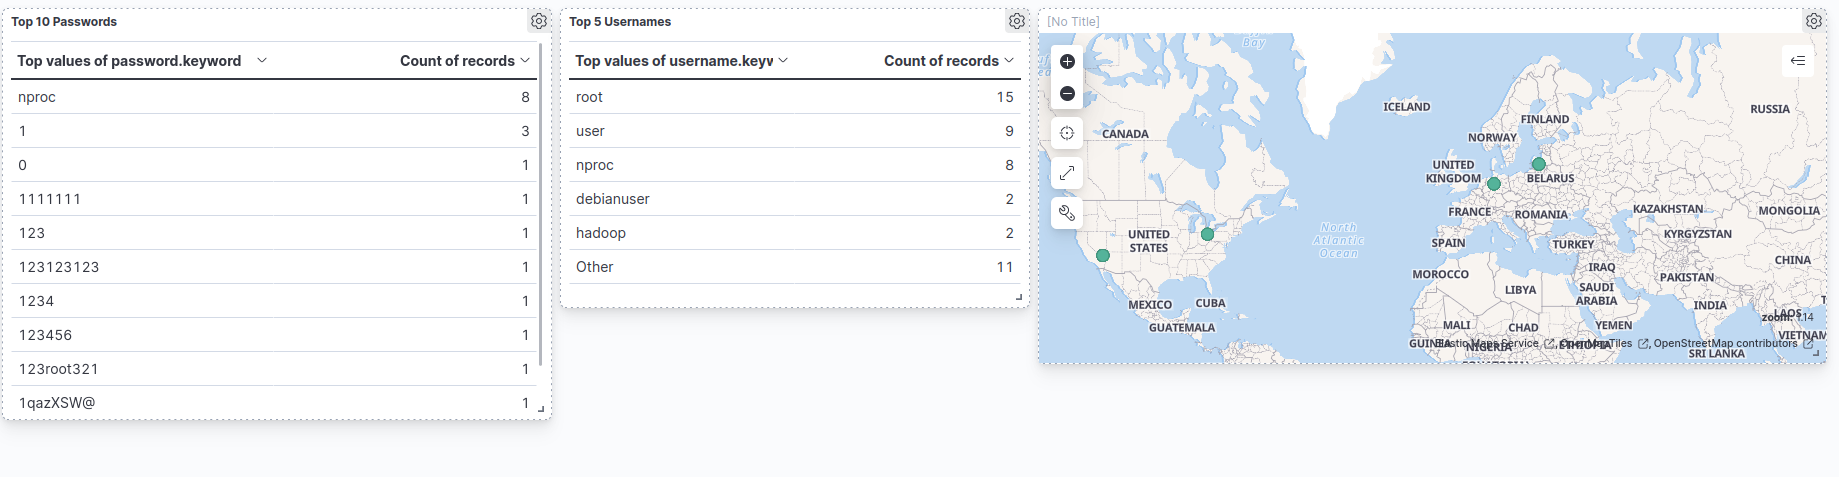 Top 10 Passwords
Top values of password.keyword Count of records
nproc 8
1 3
0 1
1111111 1
123 1
123123123 1
1234 1
123456 1
123root321 1
1qazXSW@ 1
Top 5 Usernames
Top values of username.keyw Count of records
root 15
user 9
nproc 8
debianuser 2
hadoop 2
Other 11
[No Title]
Bay
ICELAND
RUSSIA
FINLAND
CANADA
NORWAY
UNITED
KINGDOM
BELARUS
FRANCE
ROMANIA
KAZAKHSTAN
MONGOLIA
North
Atlantic
Ocean
UNITED
STATES
SPAIN
TURKEY
KYRGYZSTAN
CHINA
MOROCCO
IRAQ
PAKISTAN
LIBYA
SAUDI
ARABIA
MEXICO
CUBA
INDIA
LAOS
zoom: 1.14
GUATEMALA
MALI
CHAD
YEMEN
VIETNAM
GUINEA
NIGERIA
ETHIOPIA
Elastic Maps Service , OpenMapTiles , OpenStreetMap contributors
SRI LANKA